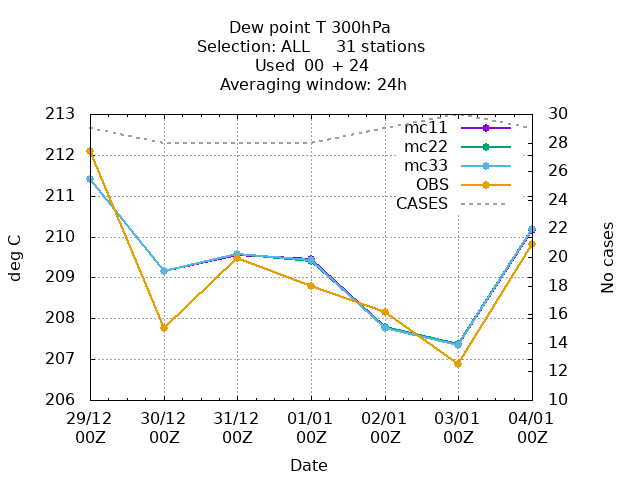 Dew point T 300hPa
Selection: ALL     31 stations
Used  00 + 24
Averaging window: 24h
213
212
211
210
209
208
207
206
deg C
30
28
26
24
22
20
18
16
14
12
10
No cases
mc11
mc22
mc33
OBS
CASES
29/12 30/12 31/12 01/01 02/01 03/01 04/01
00Z 00Z 00Z 00Z 00Z 00Z 00Z
Date